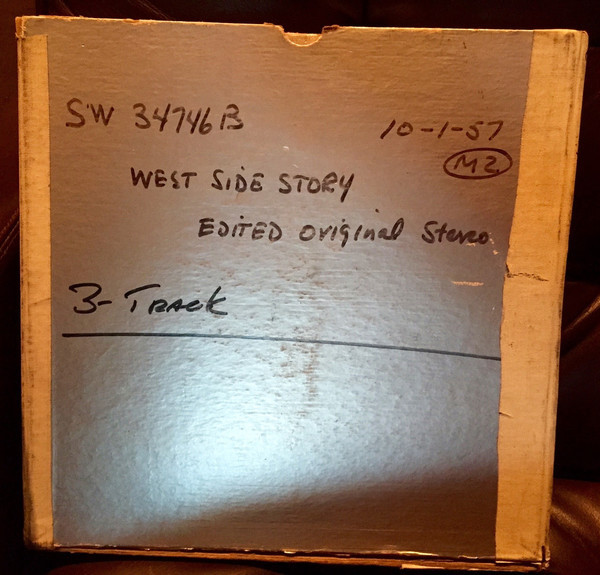 SW 34746B 10-1-57
M2
WEST SIDE STORY
EDITED Original Stereo
3-TRACK